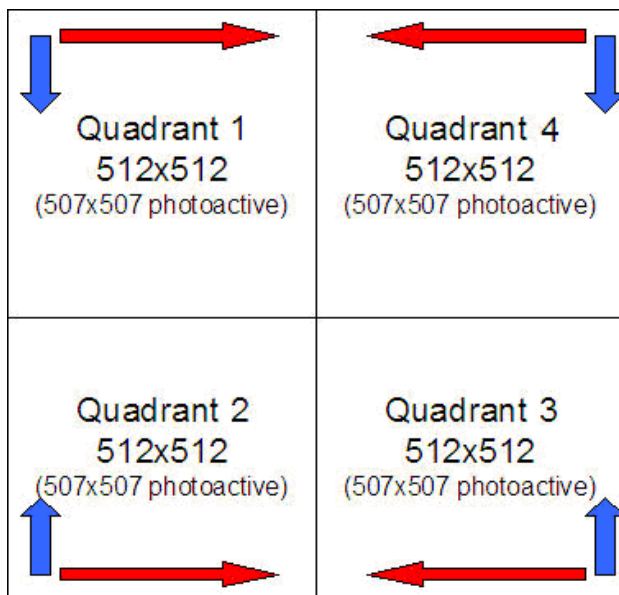 Quadrant 1
512x512
(507x507 photoactive)
Quadrant 4
512x512
(507x507 photoactive)
Quadrant 2
512x512
(507x507 photoactive)
Quadrant 3
512x512
(507x507 photoactive)